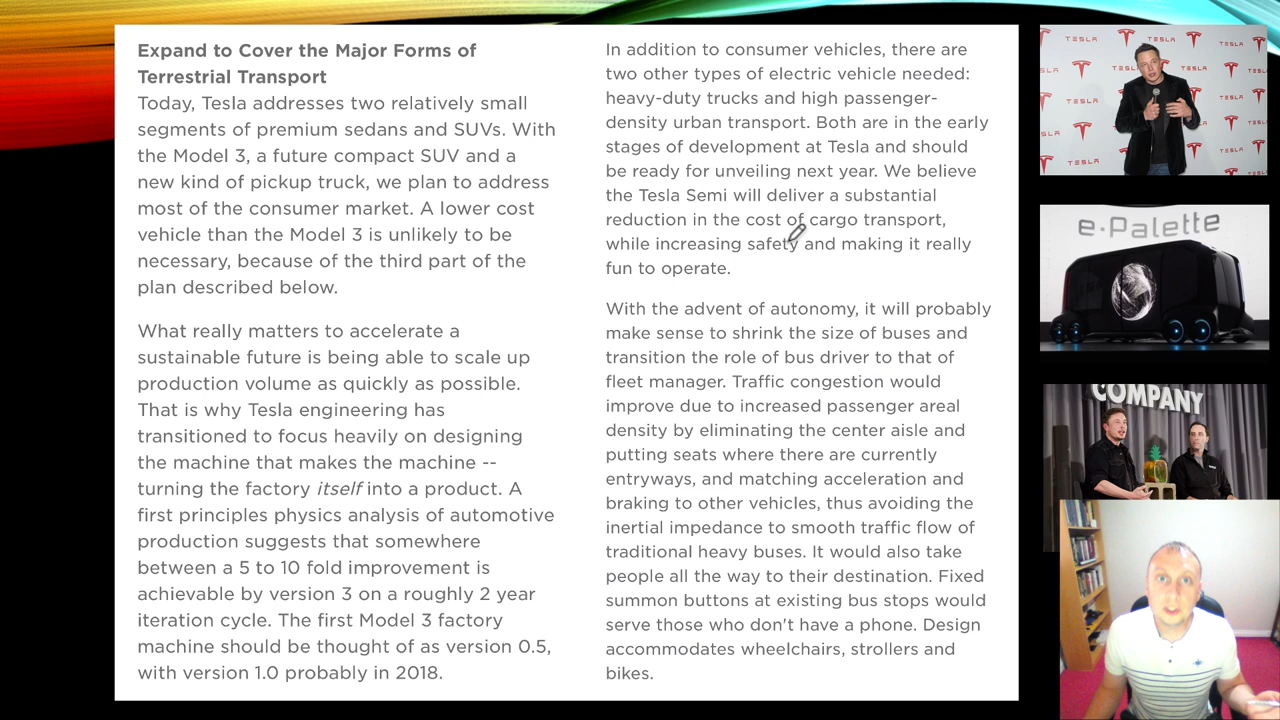 Expand to Cover the Major Forms of
Terrestrial Transport
Today, Tesla addresses two relatively small
segments of premium sedans and SUVs. With
the Model 3, a future compact SUV and a
new kind of pickup truck, we plan to address
most of the consumer market. A lower cost
vehicle than the Model 3 is unlikely to be
necessary, because of the third part of the
plan described below.
What really matters to accelerate a
sustainable future is being able to scale up
production volume as quickly as possible.
That is why Tesla engineering has
transitioned to focus heavily on designing
the machine that makes the machine --
turning the factory itself into a product. A
first principles physics analysis of automotive
production suggests that somewhere
between a 5 to 10 fold improvement is
achievable by version 3 on a roughly 2 year
iteration cycle. The first Model 3 factory
machine should be thought of as version 0.5,
with version 1.0 probably in 2018.
In addition to consumer vehicles, there are
two other types of electric vehicle needed:
heavy-duty trucks and high passenger-
density urban transport. Both are in the early
stages of development at Tesla and should
be ready for unveiling next year. We believe
the Tesla Semi will deliver a substantial
reduction in the cost of cargo transport,
while increasing safety and making it really
fun to operate.
With the advent of autonomy, it will probably
make sense to shrink the size of buses and
transition the role of bus driver to that of
fleet manager. Traffic congestion would
improve due to increased passenger areal
density by eliminating the center aisle and
putting seats where there are currently
entryways, and matching acceleration and
braking to other vehicles, thus avoiding the
inertial impedance to smooth traffic flow of
traditional heavy buses. It would also take
people all the way to their destination. Fixed
summon buttons at existing bus stops would
serve those who don't have a phone. Design
accommodates wheelchairs, strollers and
bikes.
TESLA
TESLA
TESLA
TESLA
TESLA
TESLA
e-Palette
COMPANY